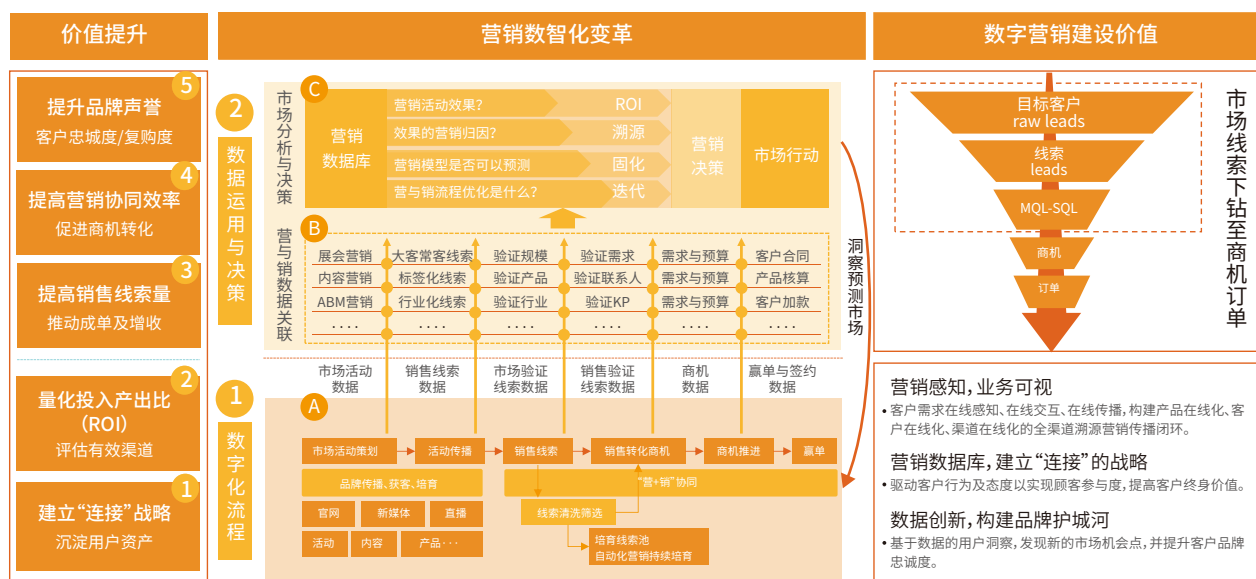 价值提升
5
提升品牌声誉
客户忠城度/复购度
4
提高营销协同效率
促进商机转化
3
提高销售线索量
推动成单及增收
2
量化投入产出比
(ROI)
评估有效渠道
1
建立“连接”战略
沉淀用户资产
营销数智化变革
2
数据运用与决策
市场分析与决策
C
营销
数据库
营销活动效果?
ROI
效果的营销归因?
溯源
营销模型是否可以预测
固化
营与销流程优化是什么?
迭代
营销
决策
市场行动
营与销数据关联
B
展会营销 大客常客线索 验证规模 验证需求 需求与预算 客户合同
内容营销 标签化线索 验证产品 验证联系人 需求与预算 产品核算
ABM营销 行业化线索 验证行业 验证KP 需求与预算 客户加款
.... .... .... .... .... ....
洞察预测市场
市场活动 销售线索 市场验证 销售验证 商机 赢单与签约
数据 数据 线索数据 线索数据 数据 数据
1
数字化流程
A
市场活动策划 活动传播 销售线索 销售转化商机 商机推进 赢单
品牌传播、获客、培育
“营+销”协同
官网 新媒体 直播
线索清洗筛选
活动 内容 产品···
培育线索池
自动化营销持续培育
数字营销建设价值
目标客户
raw leads
线索
leads
MQL-SQL
商机
订单
市场线索下钻至商机订单
营销感知,业务可视
• 客户需求在线感知、在线交互、在线传播,构建产品在线化、客
户在线化、渠道在线化的全渠道溯源营销传播闭环。
营销数据库,建立“连接”的战略
• 驱动客户行为及态度以实现顾客参与度,提高客户终身价值。
数据创新,构建品牌护城河
• 基于数据的用户洞察,发现新的市场机会点,并提升客户品牌
忠诚度。